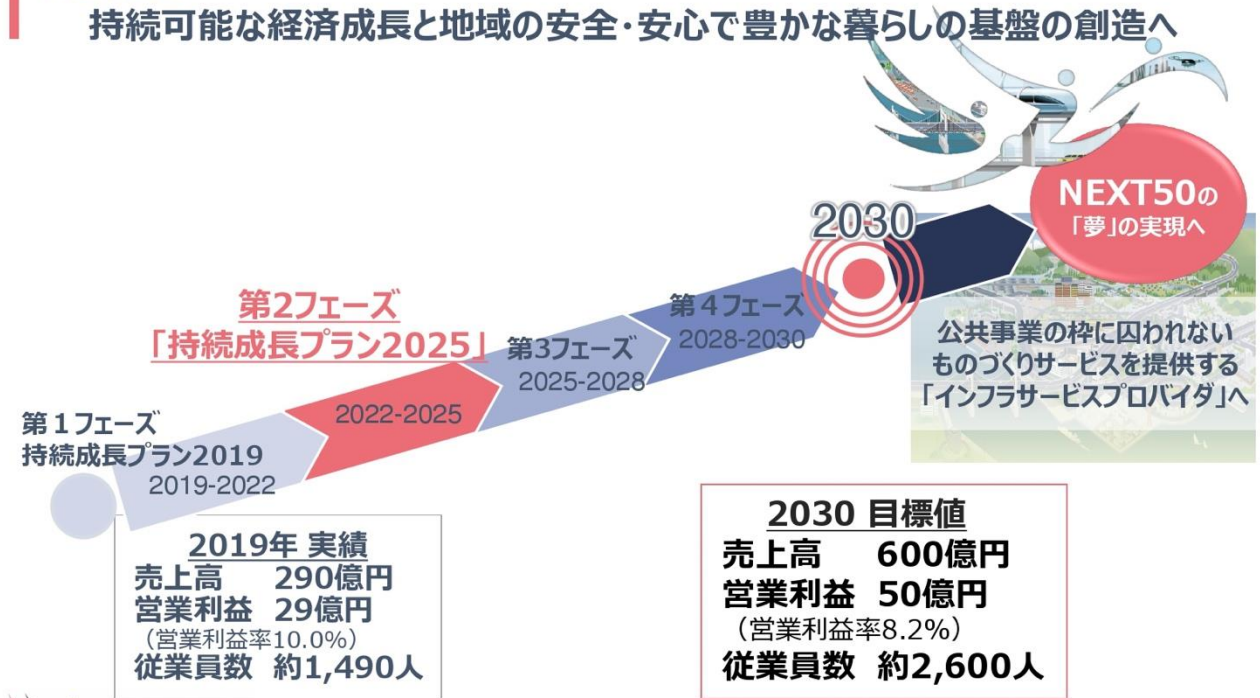 持続可能な経済成長と地域の安全・安心で豊かな暮らしの基盤の創造へ
NEXT50の
「夢」の実現へ
2030
第2フェーズ
「持続成長プラン2025」
2022-2025
第3フェーズ
2025-2028
第４フェーズ
2028-2030
公共事業の枠に囚われない
ものづくりサービスを提供する
「インフラサービスプロバイダ」へ
第１フェーズ
持続成長プラン2019
2019-2022
2019年 実績
売上高 290億円
営業利益 29億円
（営業利益率10.0%）
従業員数 約1,490人
2030 目標値
売上高 600億円
営業利益 50億円
（営業利益率8.2%）
従業員数 約2,600人